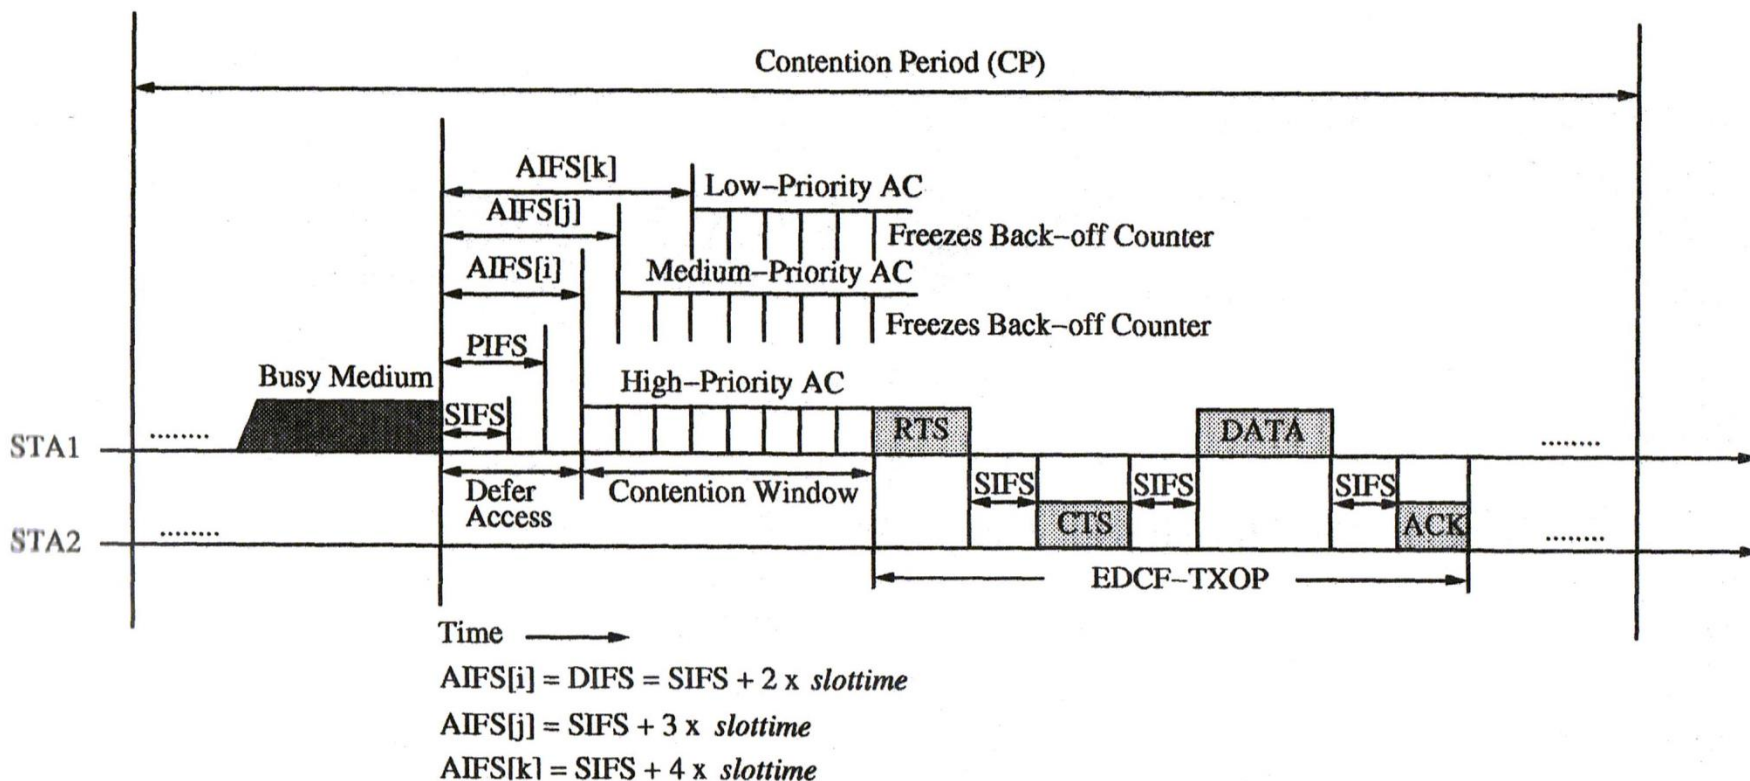 Contention Period (CP)
AIFS[k]
Low-Priority AC
AIFS[j]
Freezes Back-off Counter
AIFS[i]
Medium-Priority AC
Freezes Back-off Counter
PIFS
Busy Medium
High-Priority AC
SIFS
RTS
DATA
STA1
........
........
Defer
Access
Contention Window
SIFS
SIFS
SIFS
CTS
ACK
STA2
........
........
EDCF-TXOP
Time
AIFS[i] = DIFS = SIFS + 2 x slottime
AIFS[j] = SIFS + 3 x slottime
AIFS[k] = SIFS + 4 x slottime